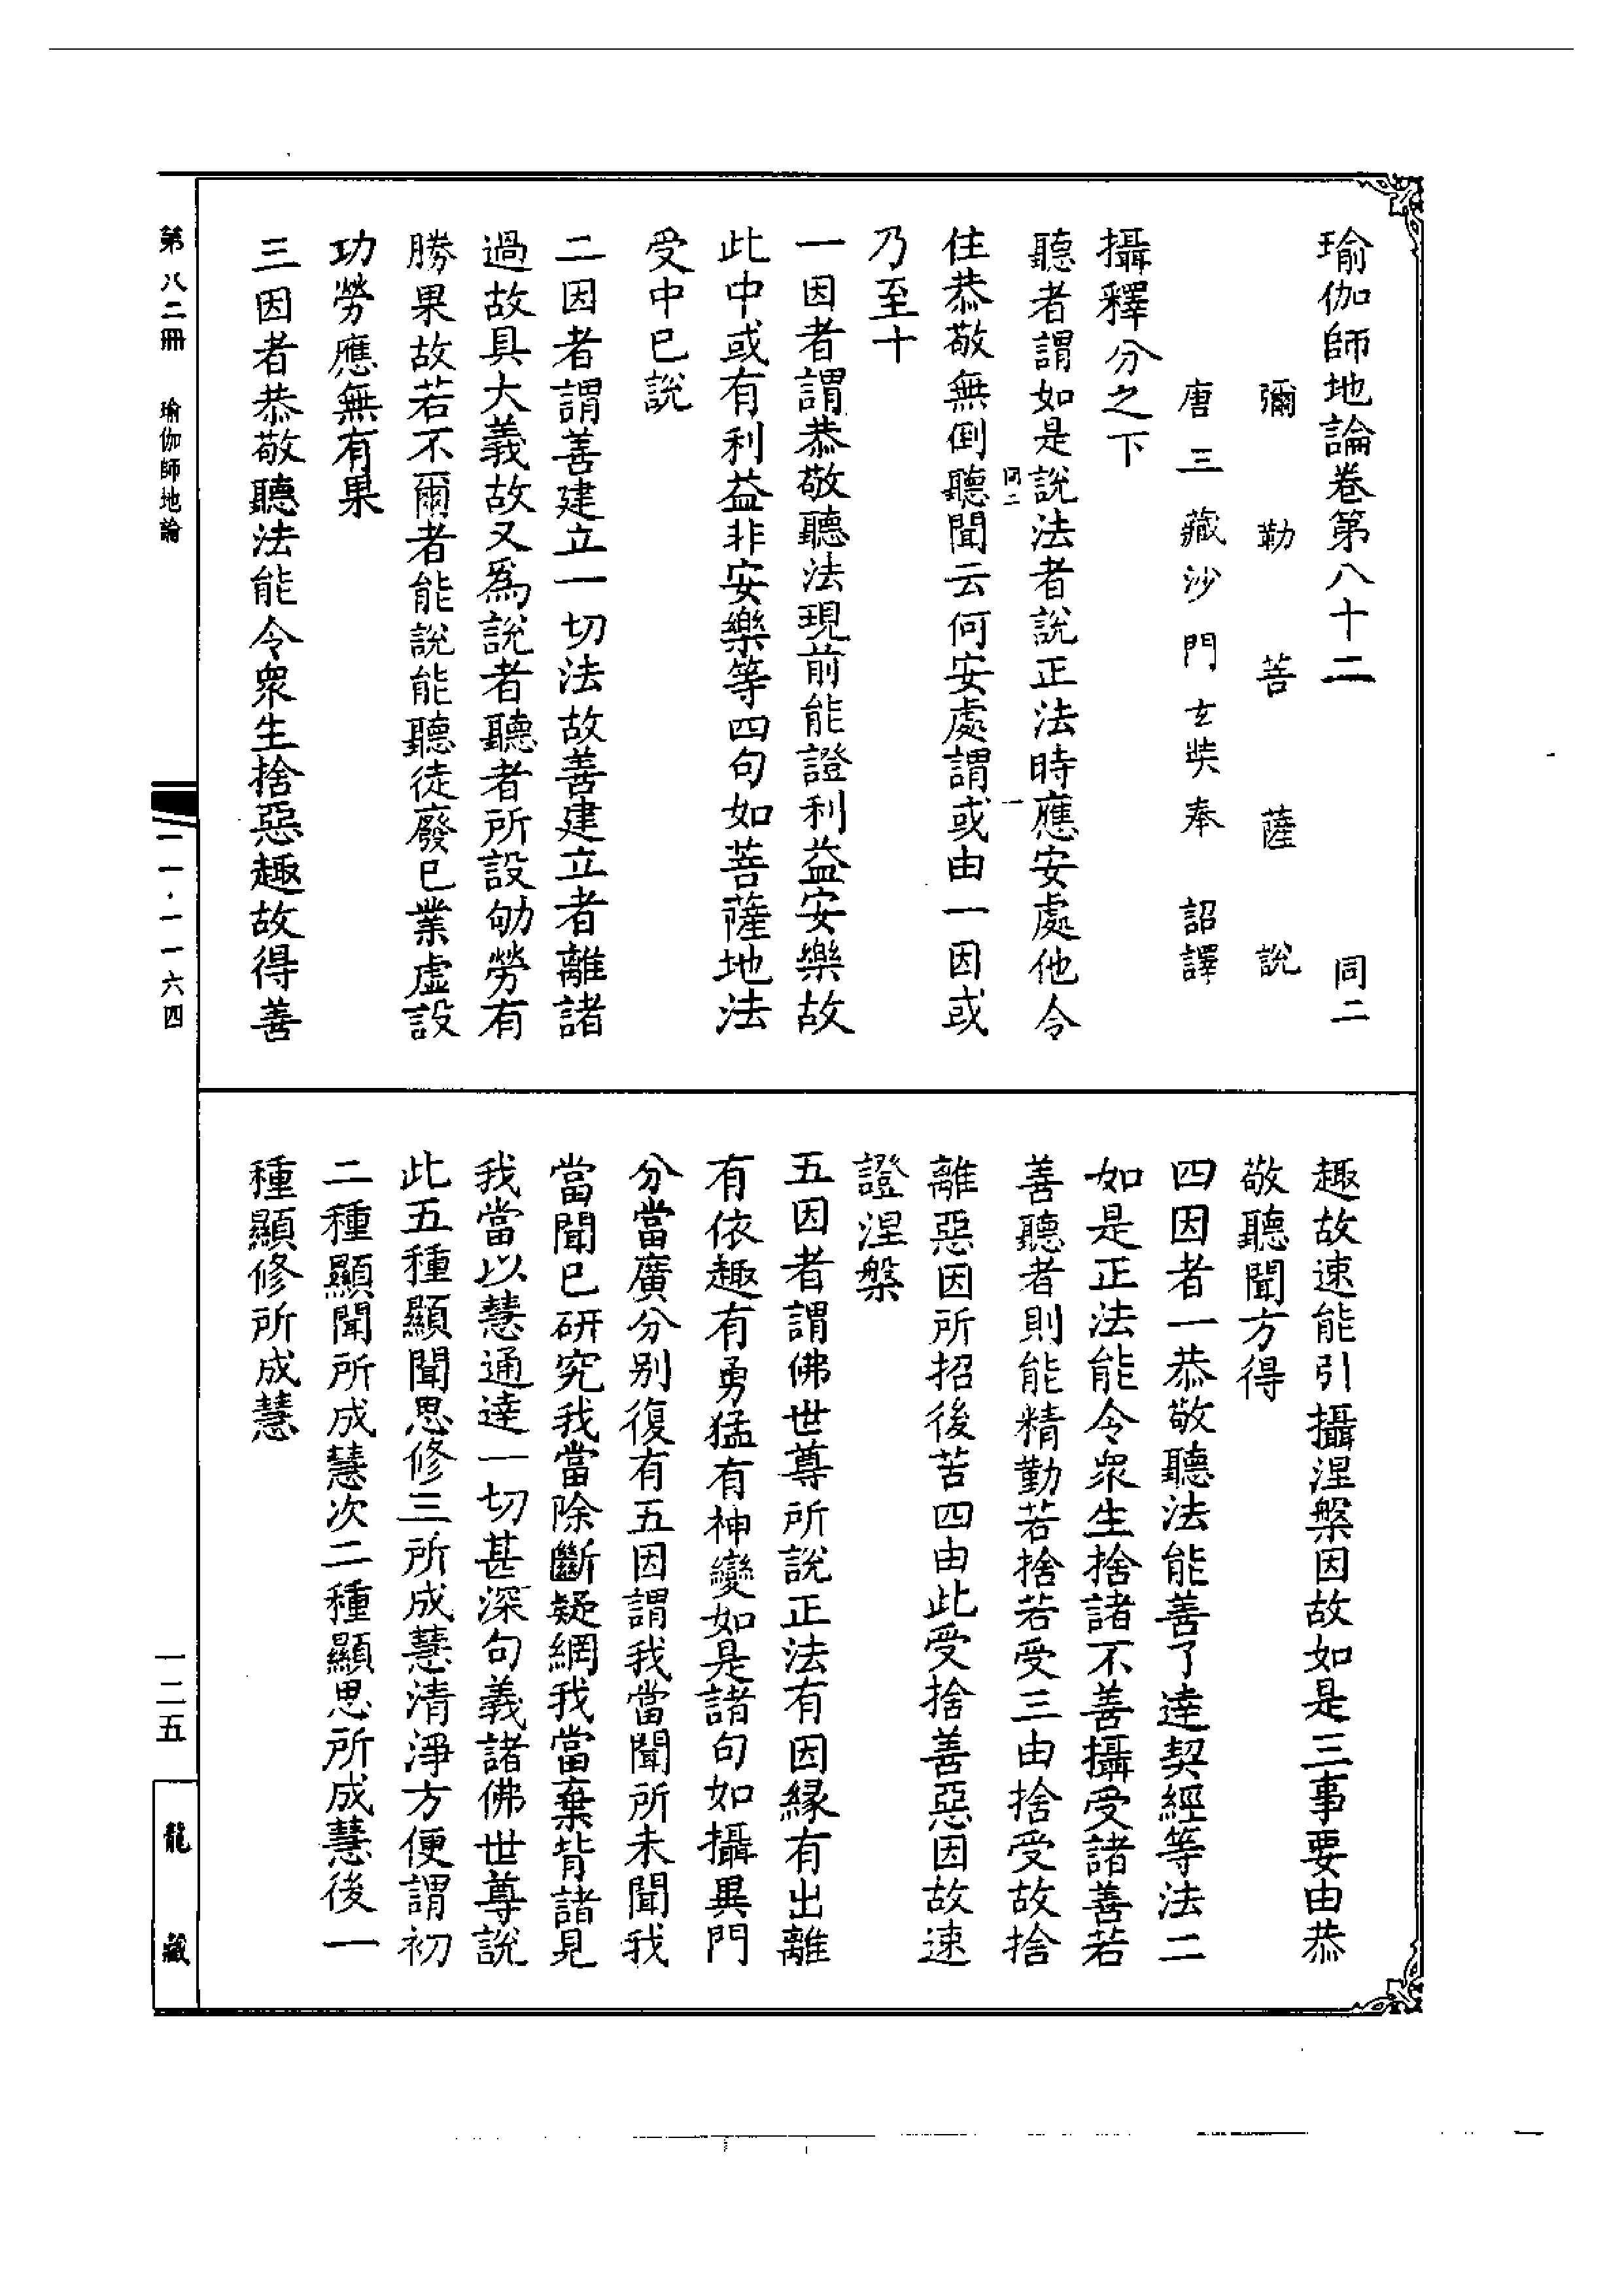 瑜伽師地論卷第八十二　同二
彌勒菩薩說
唐三藏沙門玄奘奉　詔譯
攝釋分之下
聽者謂如是說法者說正法時應安處他令
同二　一
住恭敬無倒聽聞云何安處謂或由一因或
乃至十
一因者謂恭敬聽法現前能證利益安樂故
此中或有利益非安樂等四句如菩薩地法
受中已說
二因者謂善建立一切法故善建立者離諸
過故具大義故又爲說者聽者所設劬勞有
勝果故若不爾者能說能聽徒廢已業虛設
功勞應無有果
三因者恭敬聽法能令衆生捨惡趣故得善
趣故速能引攝涅槃因故如是三事要由恭
敬聽聞方得
四因者一恭敬聽法能善了達契經等法二
如是正法能令衆生捨諸不善攝受諸善若
善聽者則能精勤若捨若受三由捨受故捨
離惡因所招後苦四由此受捨善惡因故速
證涅槃
五因者謂佛世尊所說正法有因緣有出離
有依趣有勇猛有神變如是諸句如攝異門
分當廣分別復有五因謂我當聞所未聞我
當聞已研究我當除斷疑網我當棄背諸見
我當以慧通達一切甚深句義諸佛世尊說
此五種顯聞思修三所成慧清淨方便謂初
二種顯聞所成慧次二種顯思所成慧後一
種顯修所成慧
第八二冊　瑜伽師地論
一一·一一六四
一二五
龍藏